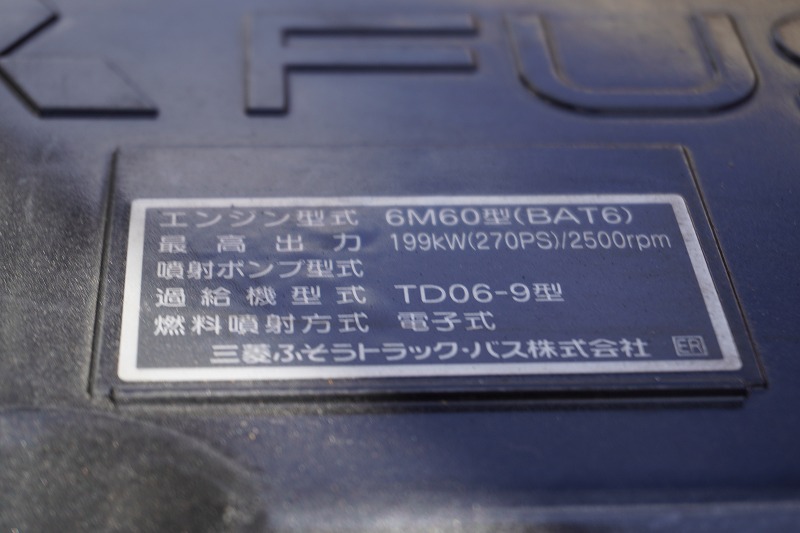 K FUS
エンジン型式 6M60型(BAT6)
最高出力 199kW(270PS)/2500rpm
噴射ポンプ型式
過給機型式 TD06-9型
燃料噴射方式 電子式
三菱ふそうトラック・バス株式会社 ER